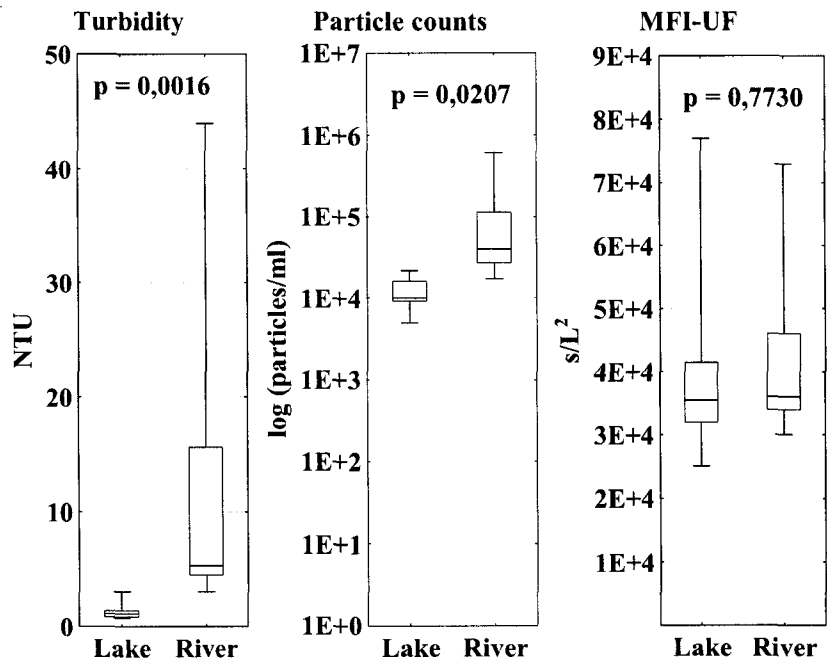 Turbidity
50
40
30
20
10
0
NTU
p = 0,0016
Lake River
Particle counts
1E+7
1E+6
1E+5
1E+4
1E+3
1E+2
1E+1
1E+0
log (particles/ml)
p = 0,0207
Lake River
MFI-UF
9E+4
8E+4
7E+4
6E+4
5E+4
4E+4
3E+4
2E+4
1E+4
s/L²
p = 0,7730
Lake River